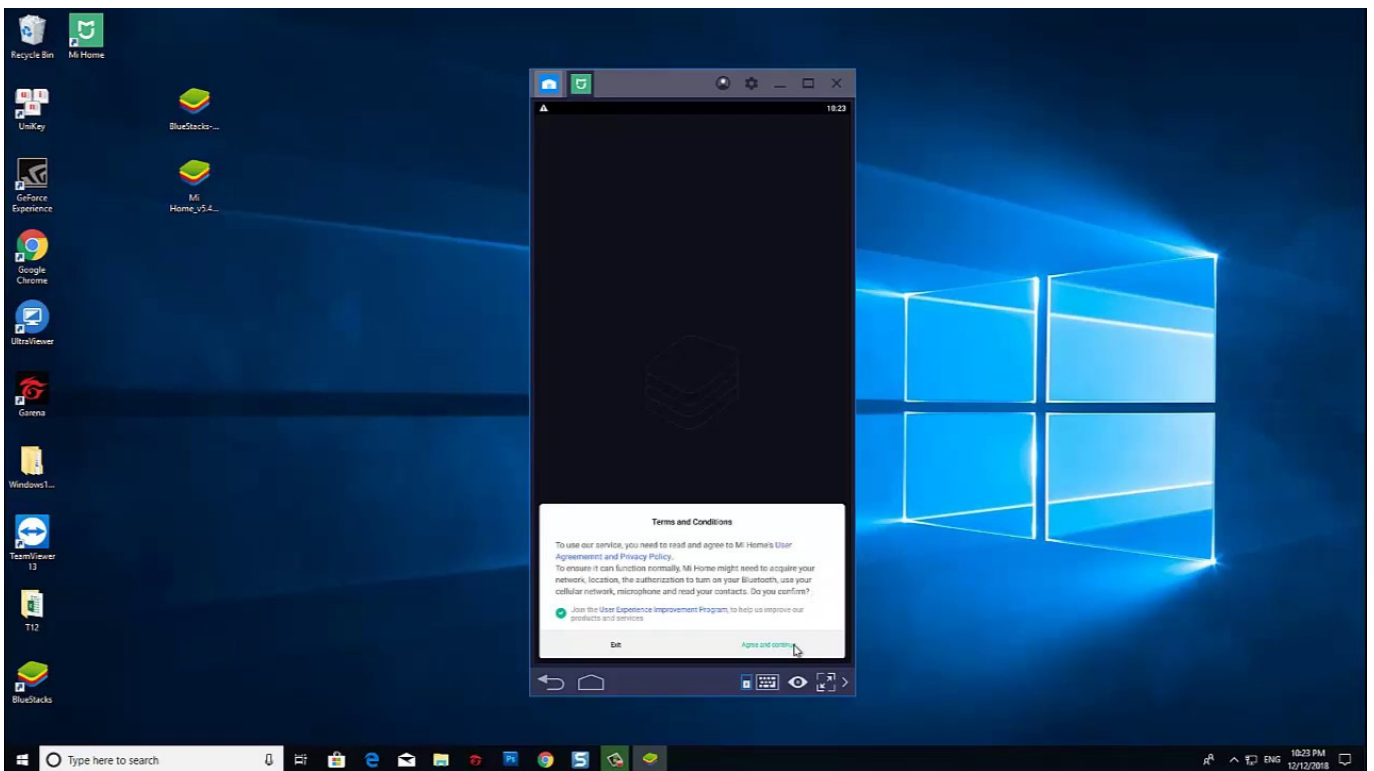 Recycle Bin
Mi Home
UniKey
BlueStacks-...
GeForce
Experience
Mi
Home_v5.4...
Google
Chrome
UltraViewer
Garena
Windows1...
TeamViewer
13
T12
BlueStacks
10:23
Terms and Conditions
To use our service, you need to read and agree to Mi Home's User
Agreememnt and Privacy Policy.
To ensure it can function normally, Mi Home might need to acquire your
network, location, the authorization to turn on your Bluetooth, use your
cellular network, microphone and read your contacts. Do you confirm?
Join the User Experience Improvement Program, to help us improve our
products and services
Exit
Agree and continue
Type here to search
Ps
ENG
10:23 PM
12/12/2018